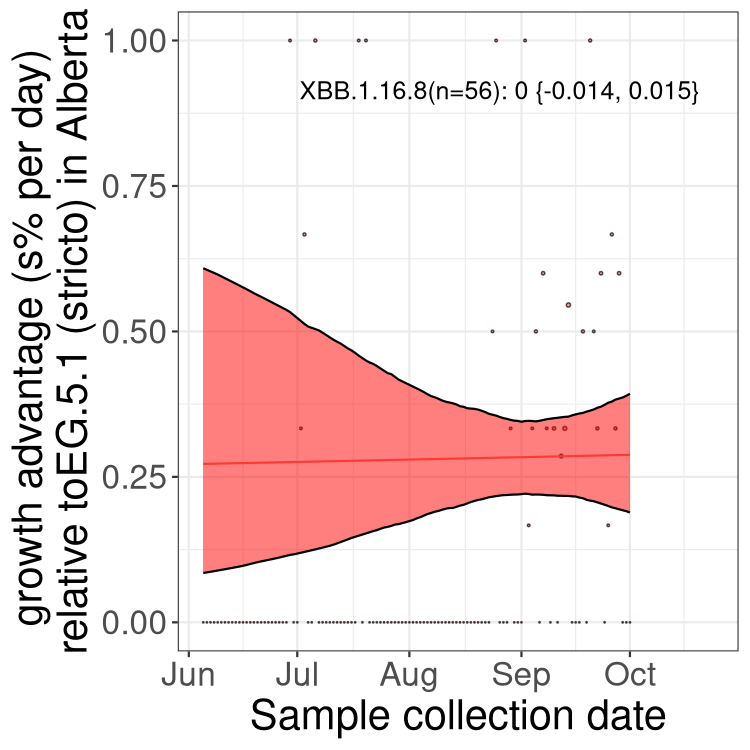 growth advantage (s% per day)
relative toEG.5.1 (stricto) in Alberta
1.00
0.75
0.50
0.25
0.00
XBB.1.16.8(n=56): 0 {-0.014, 0.015}
Jun Jul Aug Sep Oct
Sample collection date